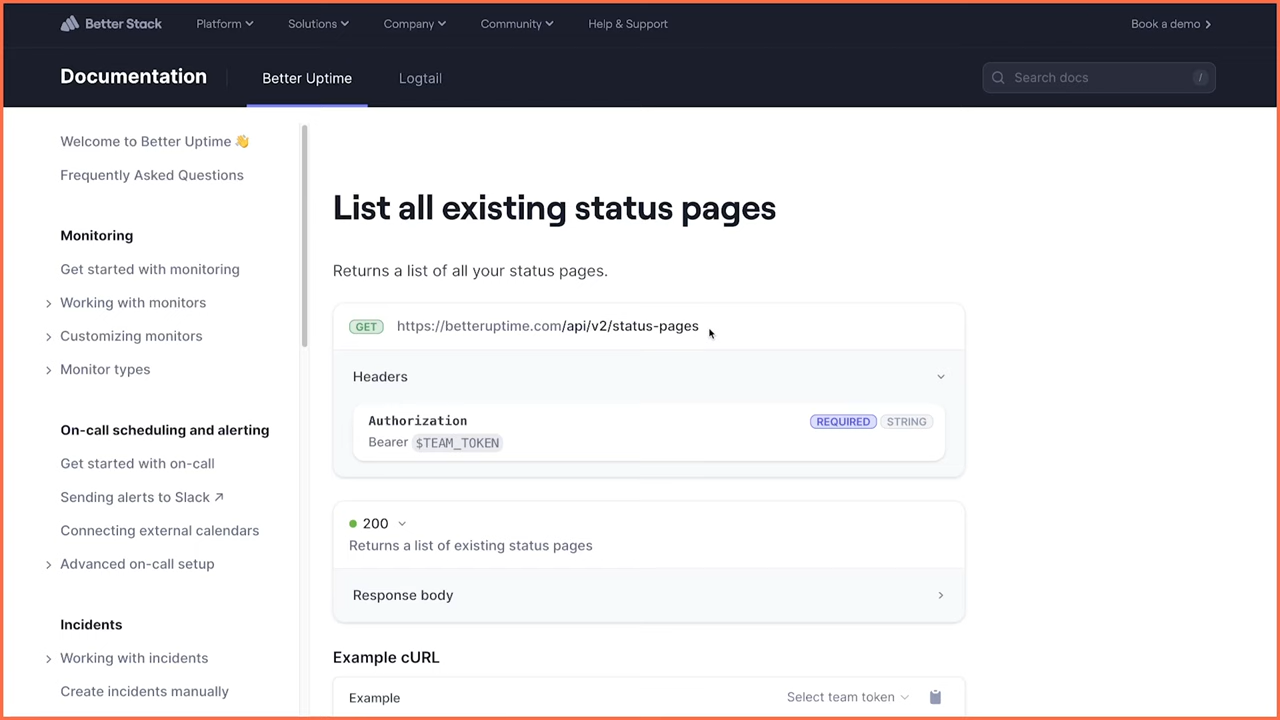 Better Stack
Platform
Solutions
Company
Community
Help & Support
Book a demo
Documentation
Better Uptime
Logtail
Search docs
/
Welcome to Better Uptime 👋
Frequently Asked Questions
Monitoring
Get started with monitoring
Working with monitors
Customizing monitors
Monitor types
On-call scheduling and alerting
Get started with on-call
Sending alerts to Slack ↗
Connecting external calendars
Advanced on-call setup
Incidents
Working with incidents
Create incidents manually
List all existing status pages
Returns a list of all your status pages.
GET https://betteruptime.com/api/v2/status-pages
Headers
Authorization REQUIRED STRING
Bearer $TEAM_TOKEN
200
Returns a list of existing status pages
Response body
Example cURL
Example Select team token